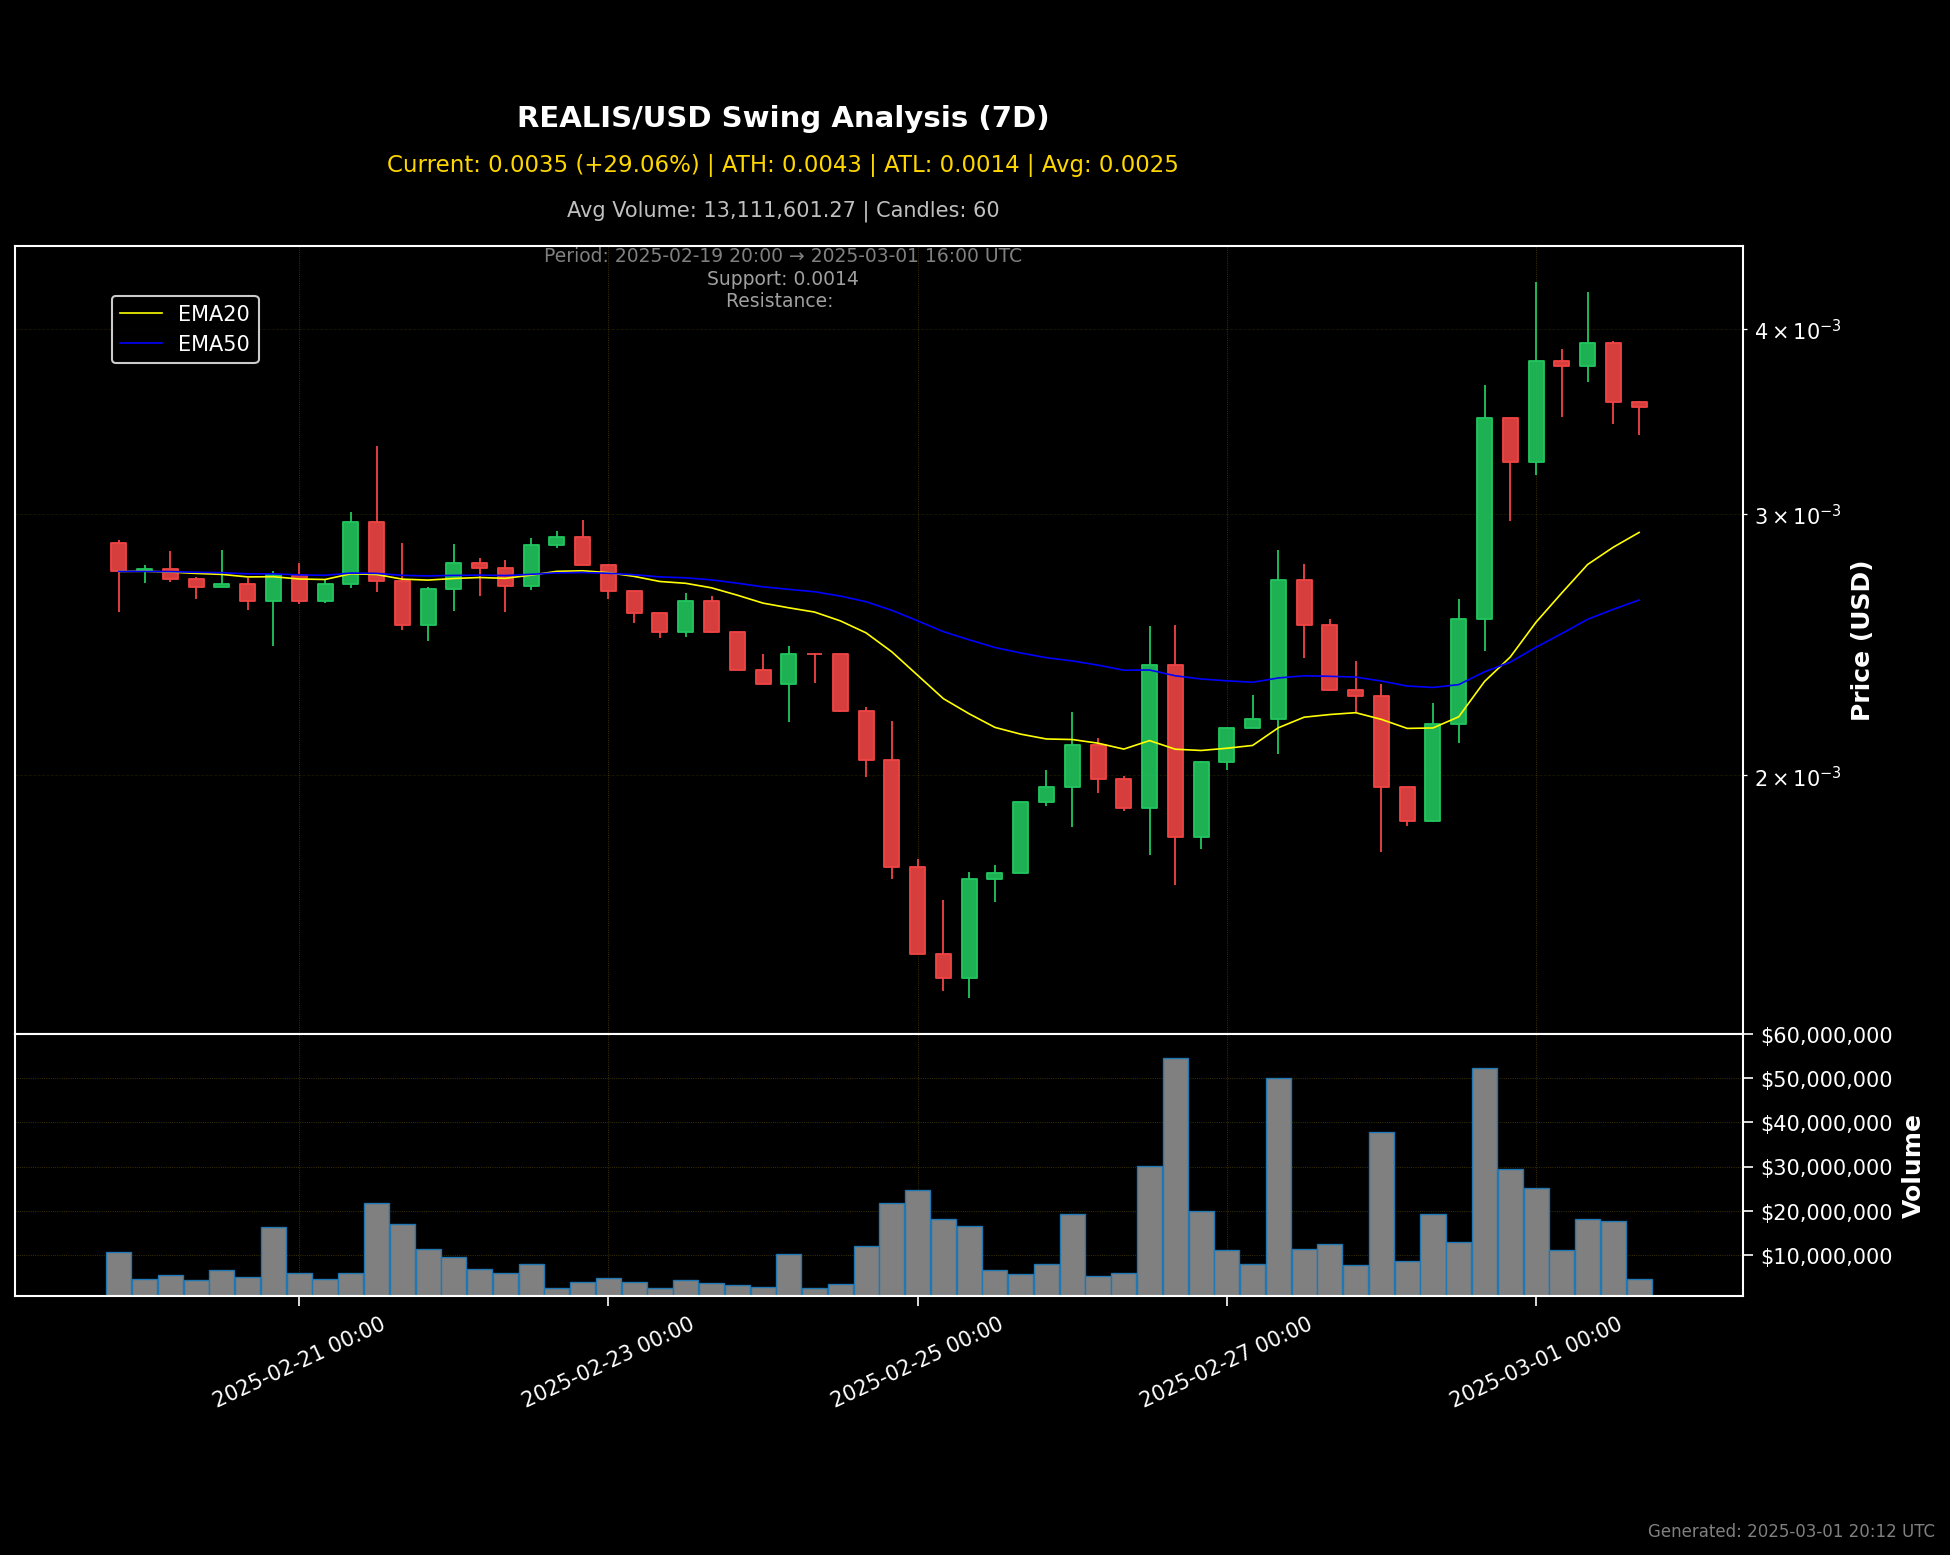 REALIS/USD Swing Analysis (7D)
Current: 0.0035 (+29.06%) | ATH: 0.0043 | ATL: 0.0014 | Avg: 0.0025
Avg Volume: 13,111,601.27 | Candles: 60
Period: 2025-02-19 20:00 → 2025-03-01 16:00 UTC
Support: 0.0014
Resistance:
EMA20
EMA50
4 × 10⁻³
3 × 10⁻³
2 × 10⁻³
Price (USD)
$60,000,000
$50,000,000
$40,000,000
$30,000,000
$20,000,000
$10,000,000
Volume
2025-02-21 00:00
2025-02-23 00:00
2025-02-25 00:00
2025-02-27 00:00
2025-03-01 00:00
Generated: 2025-03-01 20:12 UTC